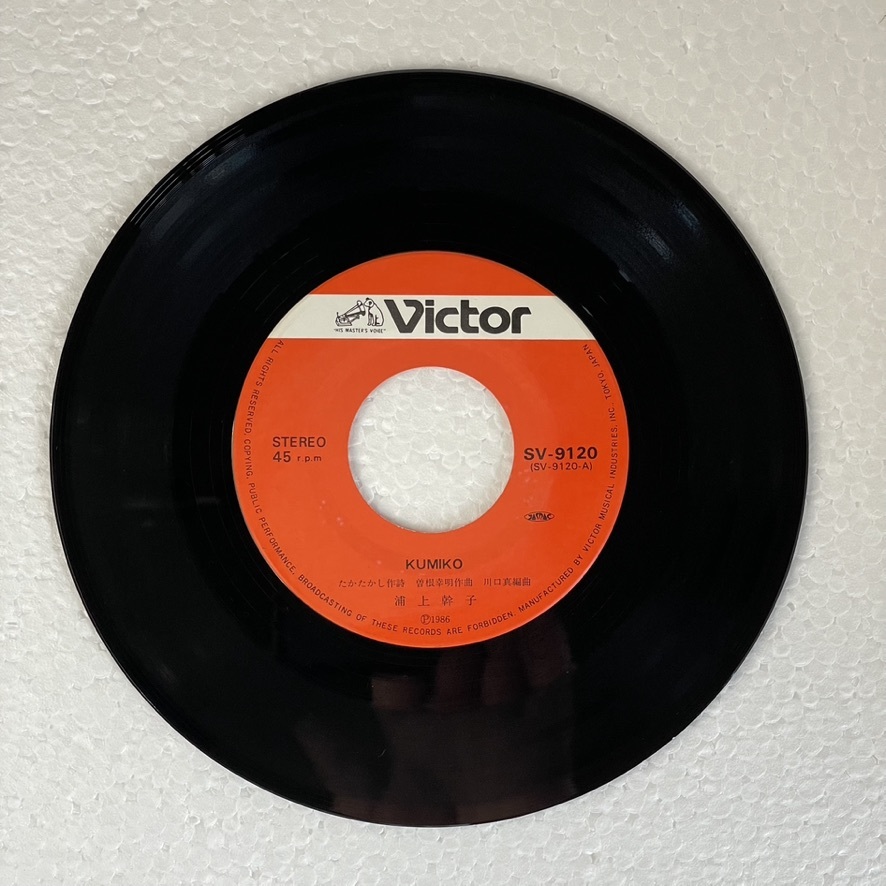 Victor
"HIS MASTER'S VOICE"
STEREO
45 r.p.m
SV-9120
(SV-9120-A)
JASRAC
KUMIKO
たかたかし作詩 曽根幸明作曲 川口真編曲
浦上幹子
Ⓟ1986
ALL RIGHTS RESERVED. COPYING, PUBLIC PERFORMANCE, BROADCASTING OF THESE RECORDS ARE FORBIDDEN. MANUFACTURED BY VICTOR MUSICAL INDUSTRIES, INC. TOKYO, JAPAN